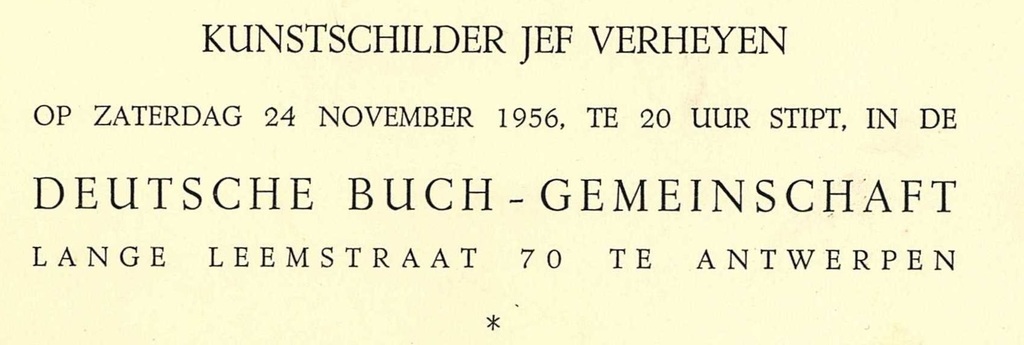 KUNSTSCHILDER JEF VERHEYEN
OP ZATERDAG 24 NOVEMBER 1956, TE 20 UUR STIPT, IN DE
DEUTSCHE BUCH-GEMEINSCHAFT
LANGE LEEMSTRAAT 70 TE ANTWERPEN
*